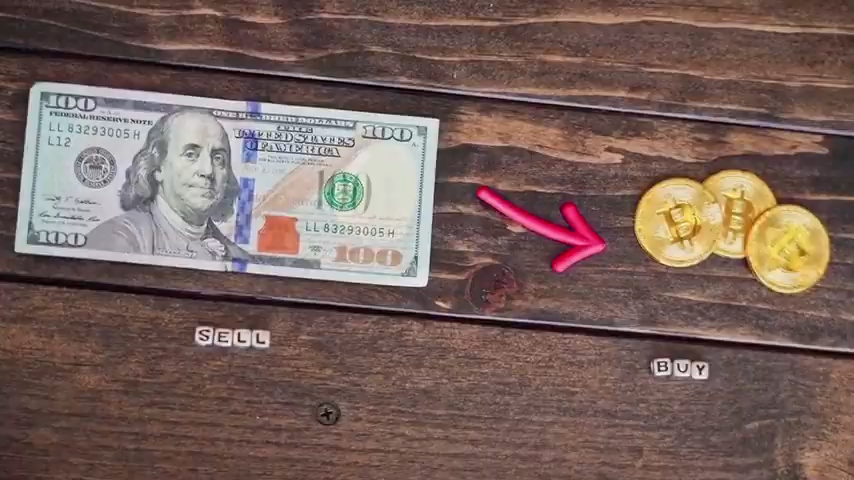 100
ONE HUNDRED DOLLARS
100
FEDERAL RESERVE NOTE
THE
UNITED STATES
OF AMERICA
LL 83293005 H
L12
LL 83293005 H
100
100
SELL
BUY